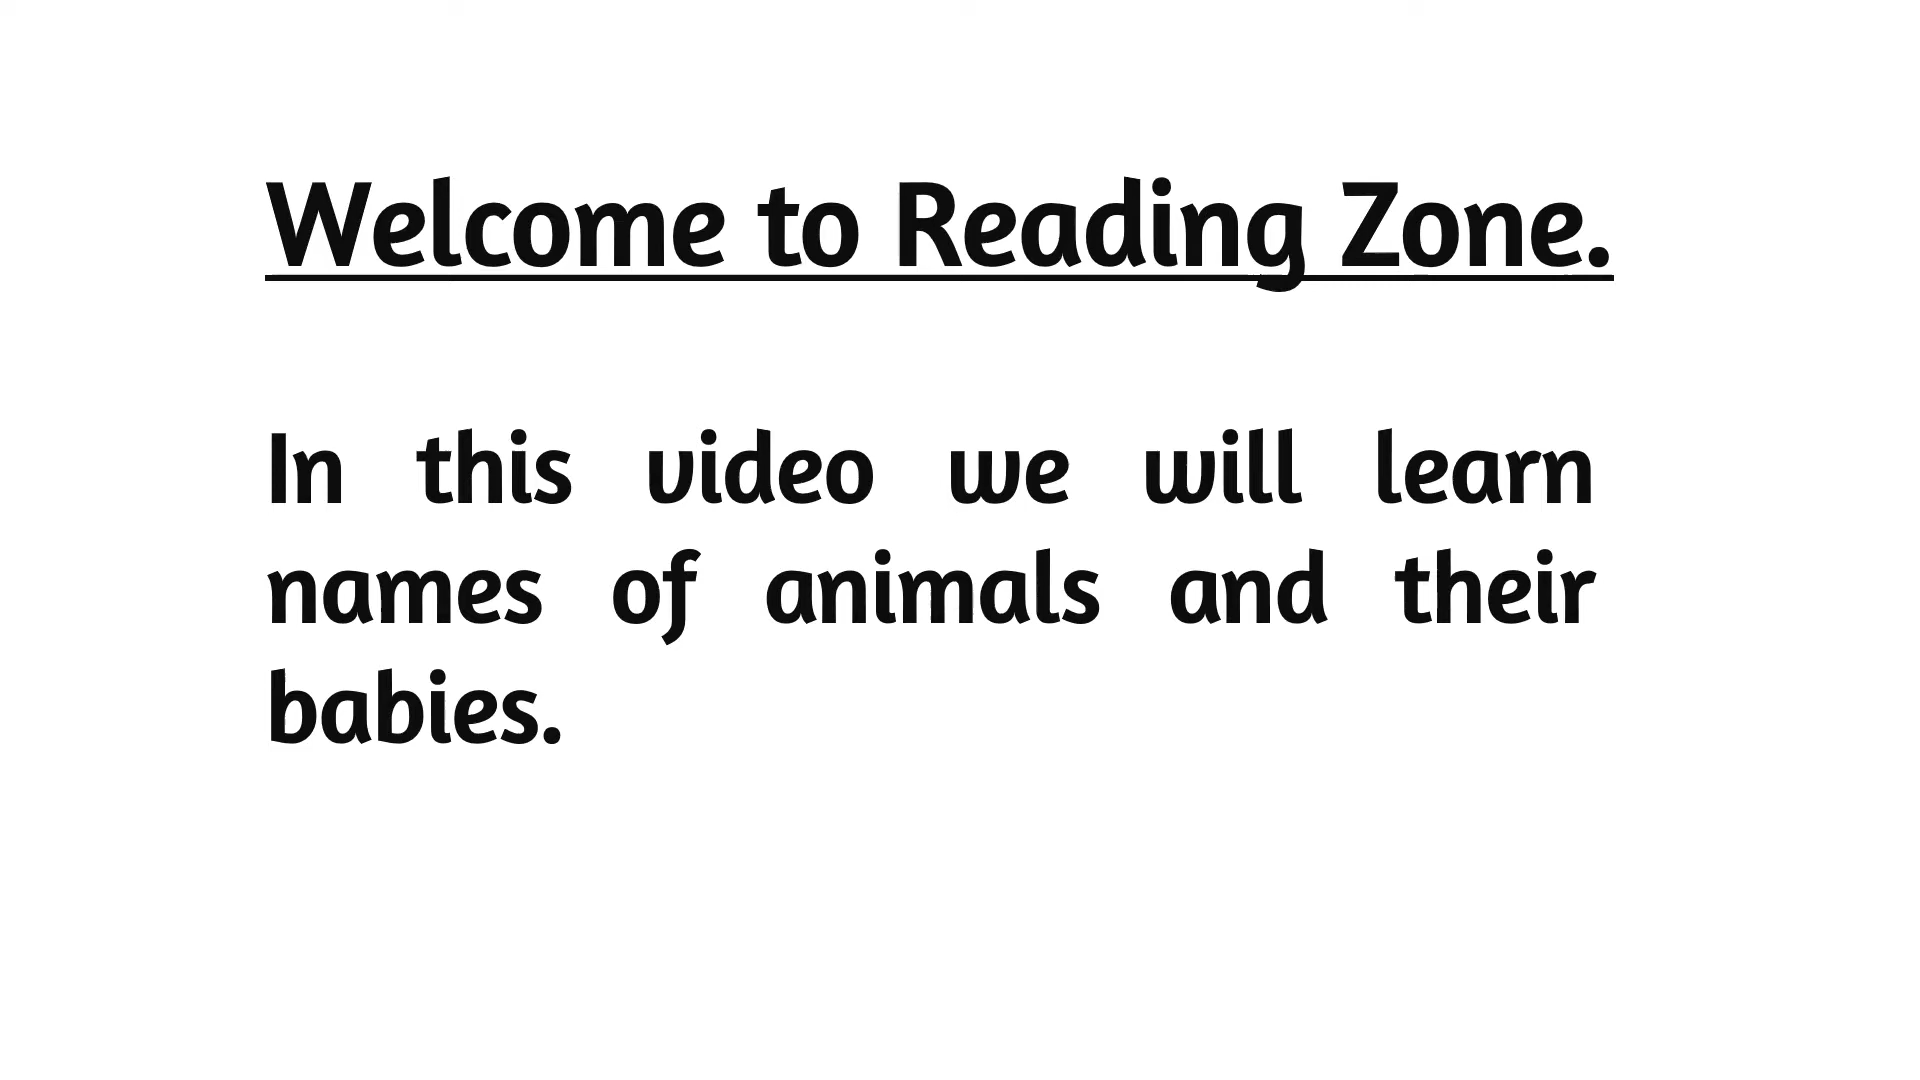 Welcome to Reading Zone.
In this video we will learn
names of animals and their
babies.